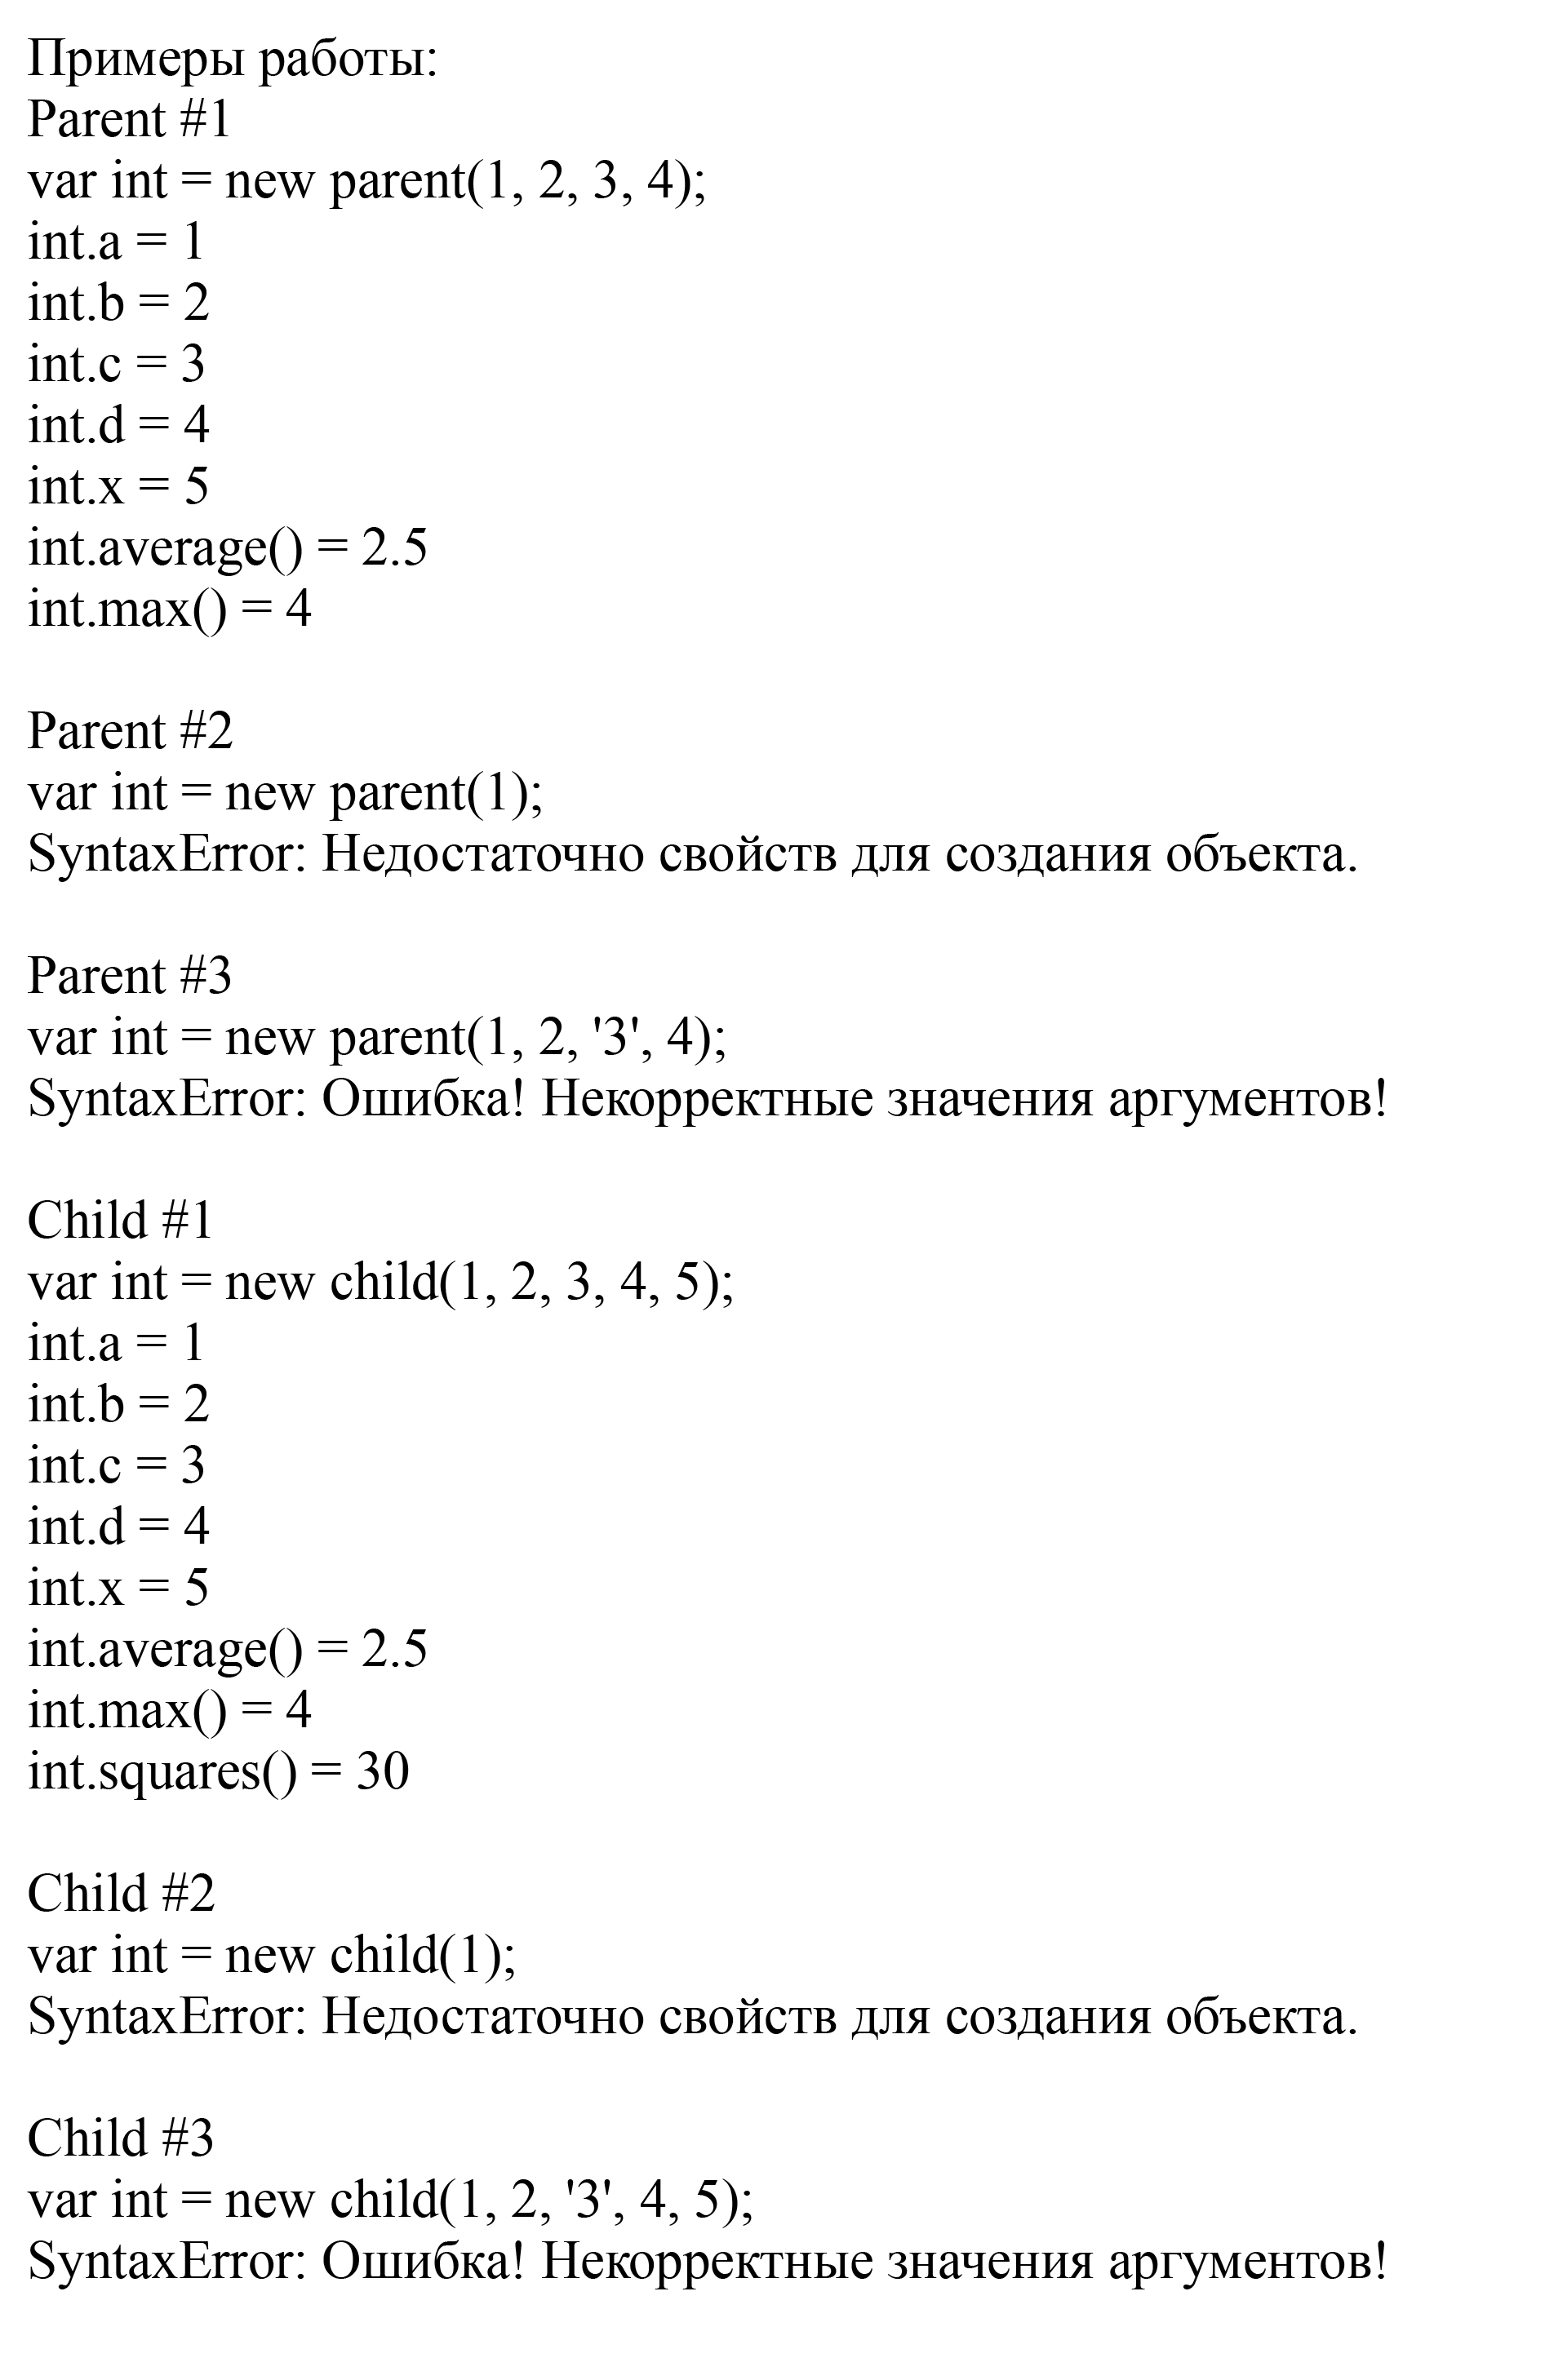 Примеры работы:
Parent #1
var int = new parent(1, 2, 3, 4);
int.a = 1
int.b = 2
int.c = 3
int.d = 4
int.x = 5
int.average() = 2.5
int.max() = 4
Parent #2
var int = new parent(1);
SyntaxError: Недостаточно свойств для создания объекта.
Parent #3
var int = new parent(1, 2, '3', 4);
SyntaxError: Ошибка! Некорректные значения аргументов!
Child #1
var int = new child(1, 2, 3, 4, 5);
int.a = 1
int.b = 2
int.c = 3
int.d = 4
int.x = 5
int.average() = 2.5
int.max() = 4
int.squares() = 30
Child #2
var int = new child(1);
SyntaxError: Недостаточно свойств для создания объекта.
Child #3
var int = new child(1, 2, '3', 4, 5);
SyntaxError: Ошибка! Некорректные значения аргументов!